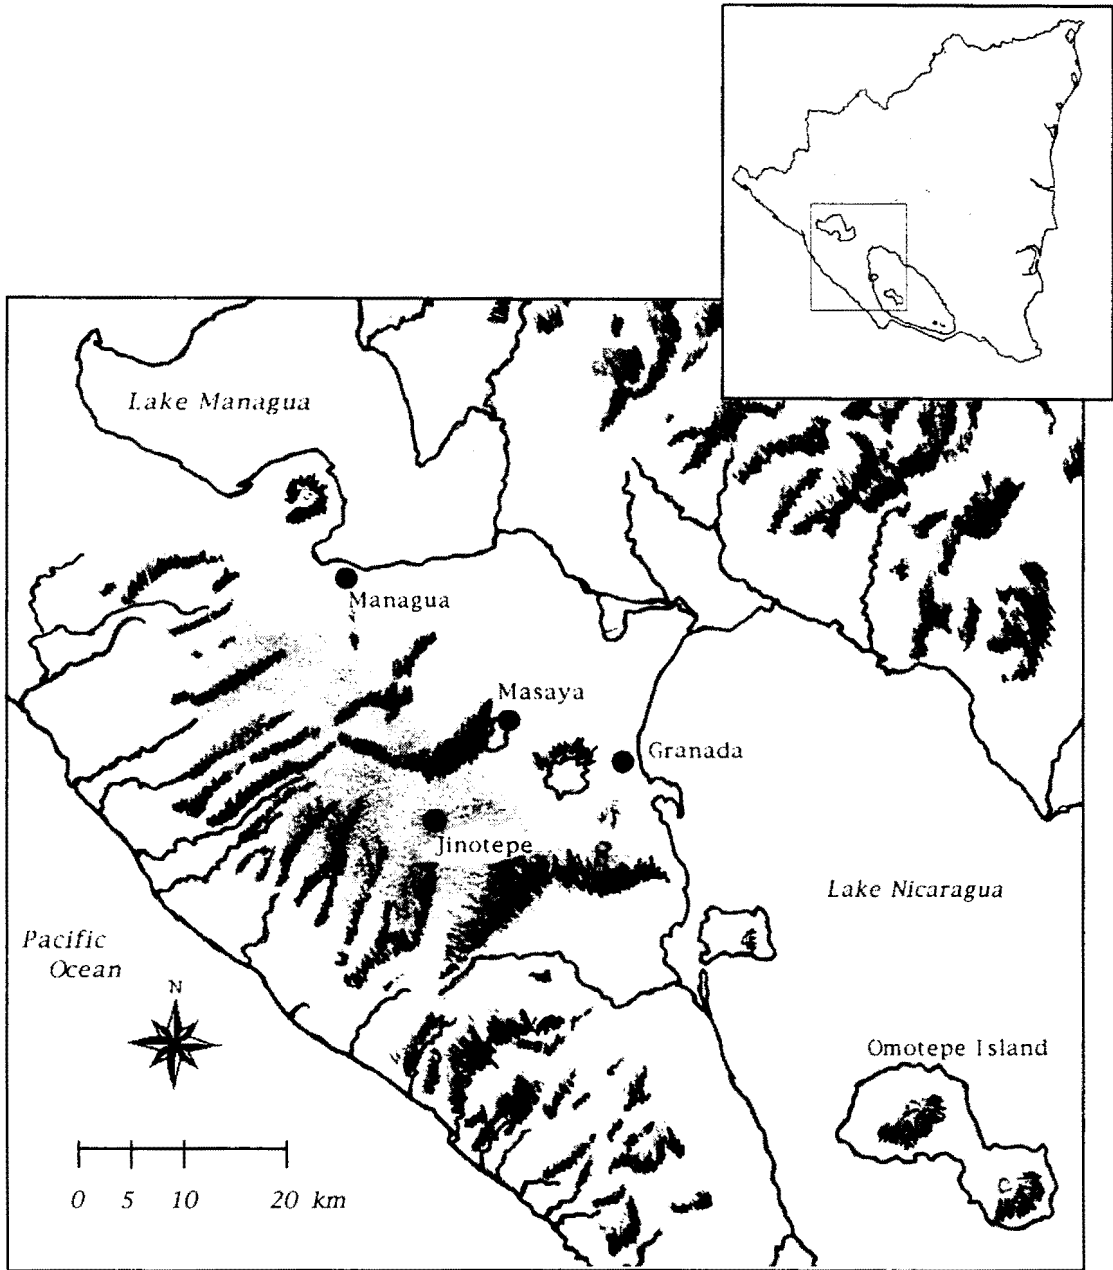 Lake Managua
Managua
Masaya
Granada
Jinotepe
Lake Nicaragua
Pacific
Ocean
N
Omotepe Island
0 5 10 20 km